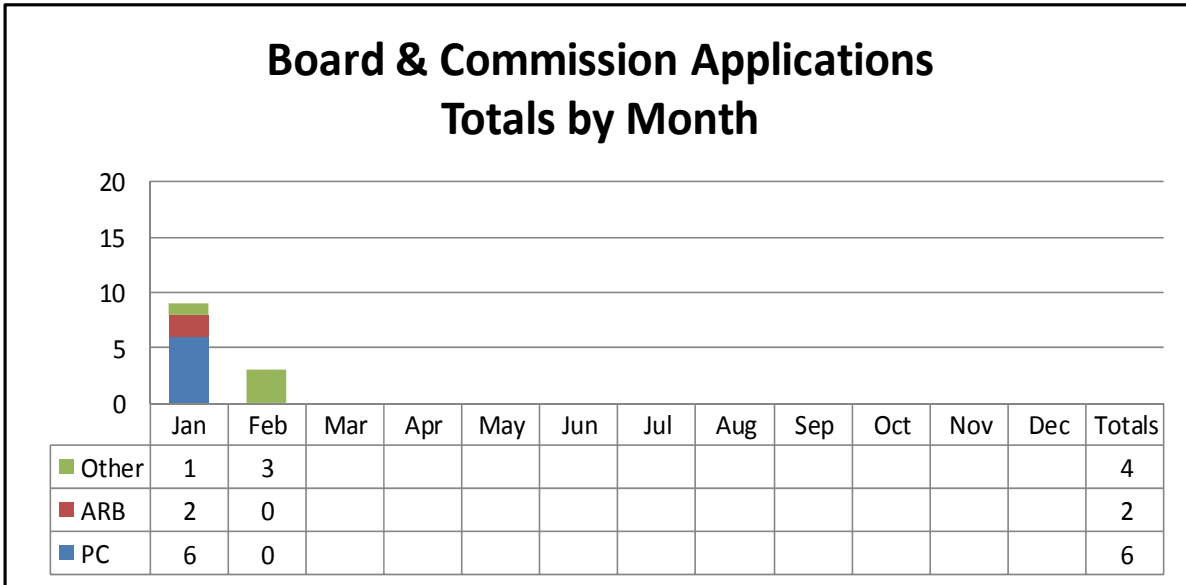 Board & Commission Applications
Totals by Month
20
15
10
5
0
Jan Feb Mar Apr May Jun Jul Aug Sep Oct Nov Dec Totals
Other 1 3 4
ARB 2 0 2
PC 6 0 6